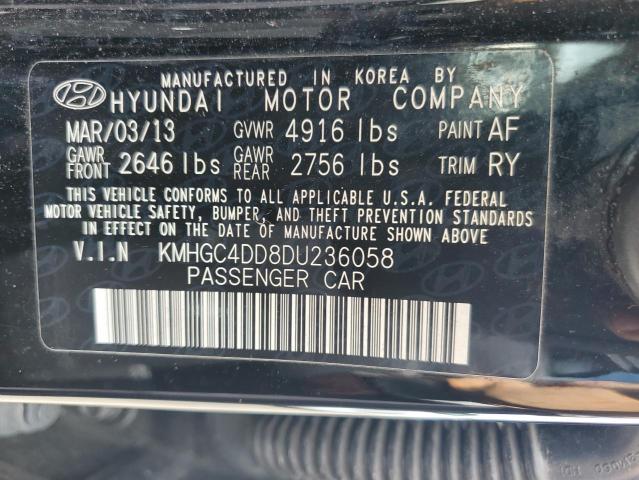 MANUFACTURED IN KOREA BY
HYUNDAI MOTOR COMPANY
MAR/03/13 GVWR 4916 lbs PAINT AF
GAWR FRONT 2646 lbs GAWR REAR 2756 lbs TRIM RY
THIS VEHICLE CONFORMS TO ALL APPLICABLE U.S.A. FEDERAL
MOTOR VEHICLE SAFETY, BUMPER, AND THEFT PREVENTION STANDARDS
IN EFFECT ON THE DATE OF MANUFACTURE SHOWN ABOVE
V.I.N KMHGC4DD8DU236058
PASSENGER CAR